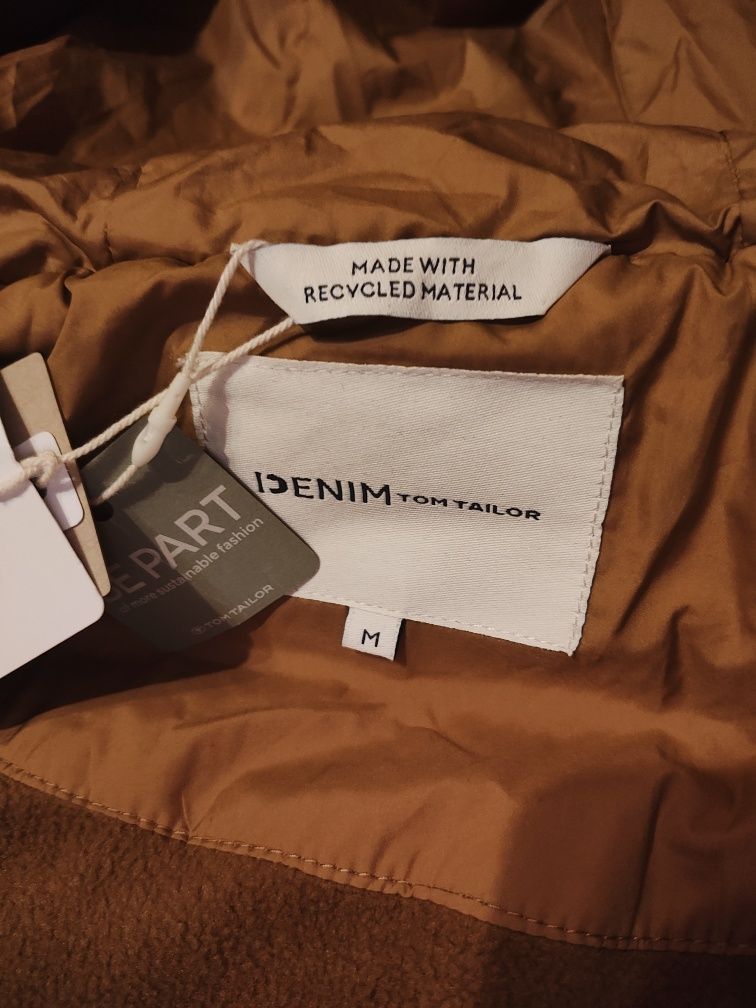 MADE WITH
RECYCLED MATERIAL
DENIM TOM TAILOR
PART
more sustainable fashion
TOM TAILOR
M